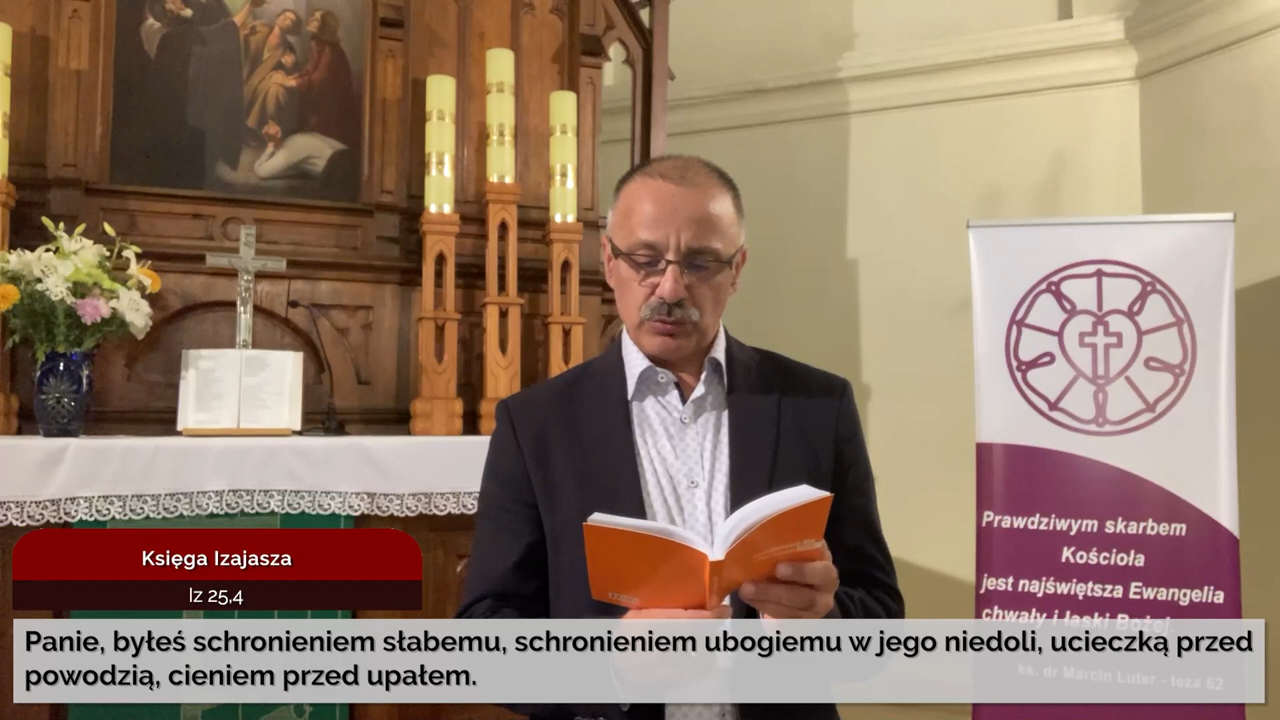 Prawdziwym skarbem
Kościoła
jest najświętsza Ewangelia
chwały i łaski Bożej.
ks. dr Marcin Luter - teza 62
Księga Izajasza
Iz 25,4
Panie, byłeś schronieniem słabemu, schronieniem ubogiemu w jego niedoli, ucieczką przed
powodzią, cieniem przed upałem.